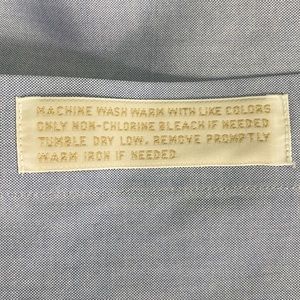 MACHINE WASH WARM WITH LIKE COLORS
ONLY NON-CHLORINE BLEACH IF NEEDED
TUMBLE DRY LOW. REMOVE PROMPTLY
WARM IRON IF NEEDED